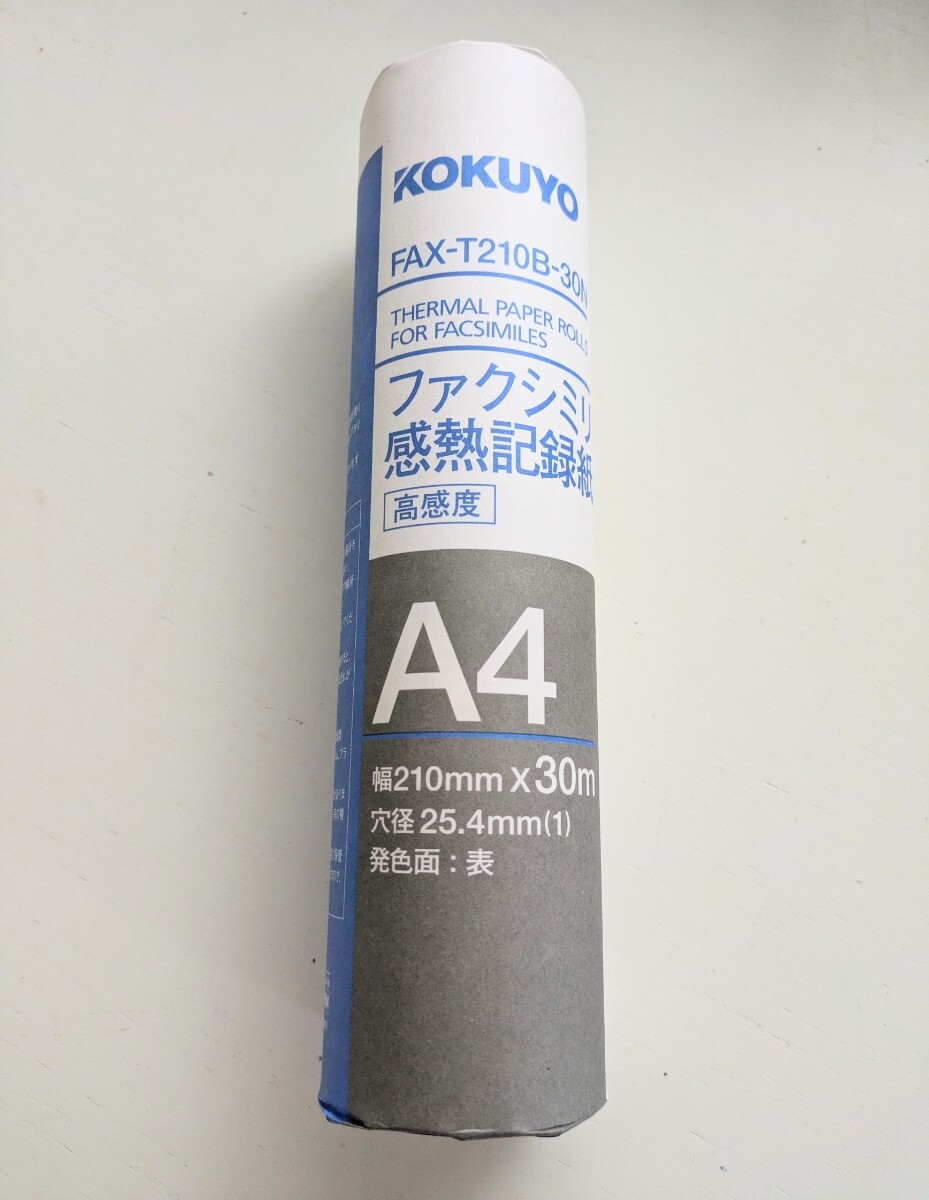 KOKUYO
FAX-T210B-30N
THERMAL PAPER ROLLS
FOR FACSIMILES
ファクシミリ
感熱記録紙
高感度
A4
幅210mm X 30m
穴径 25.4mm(1)
発色面：表